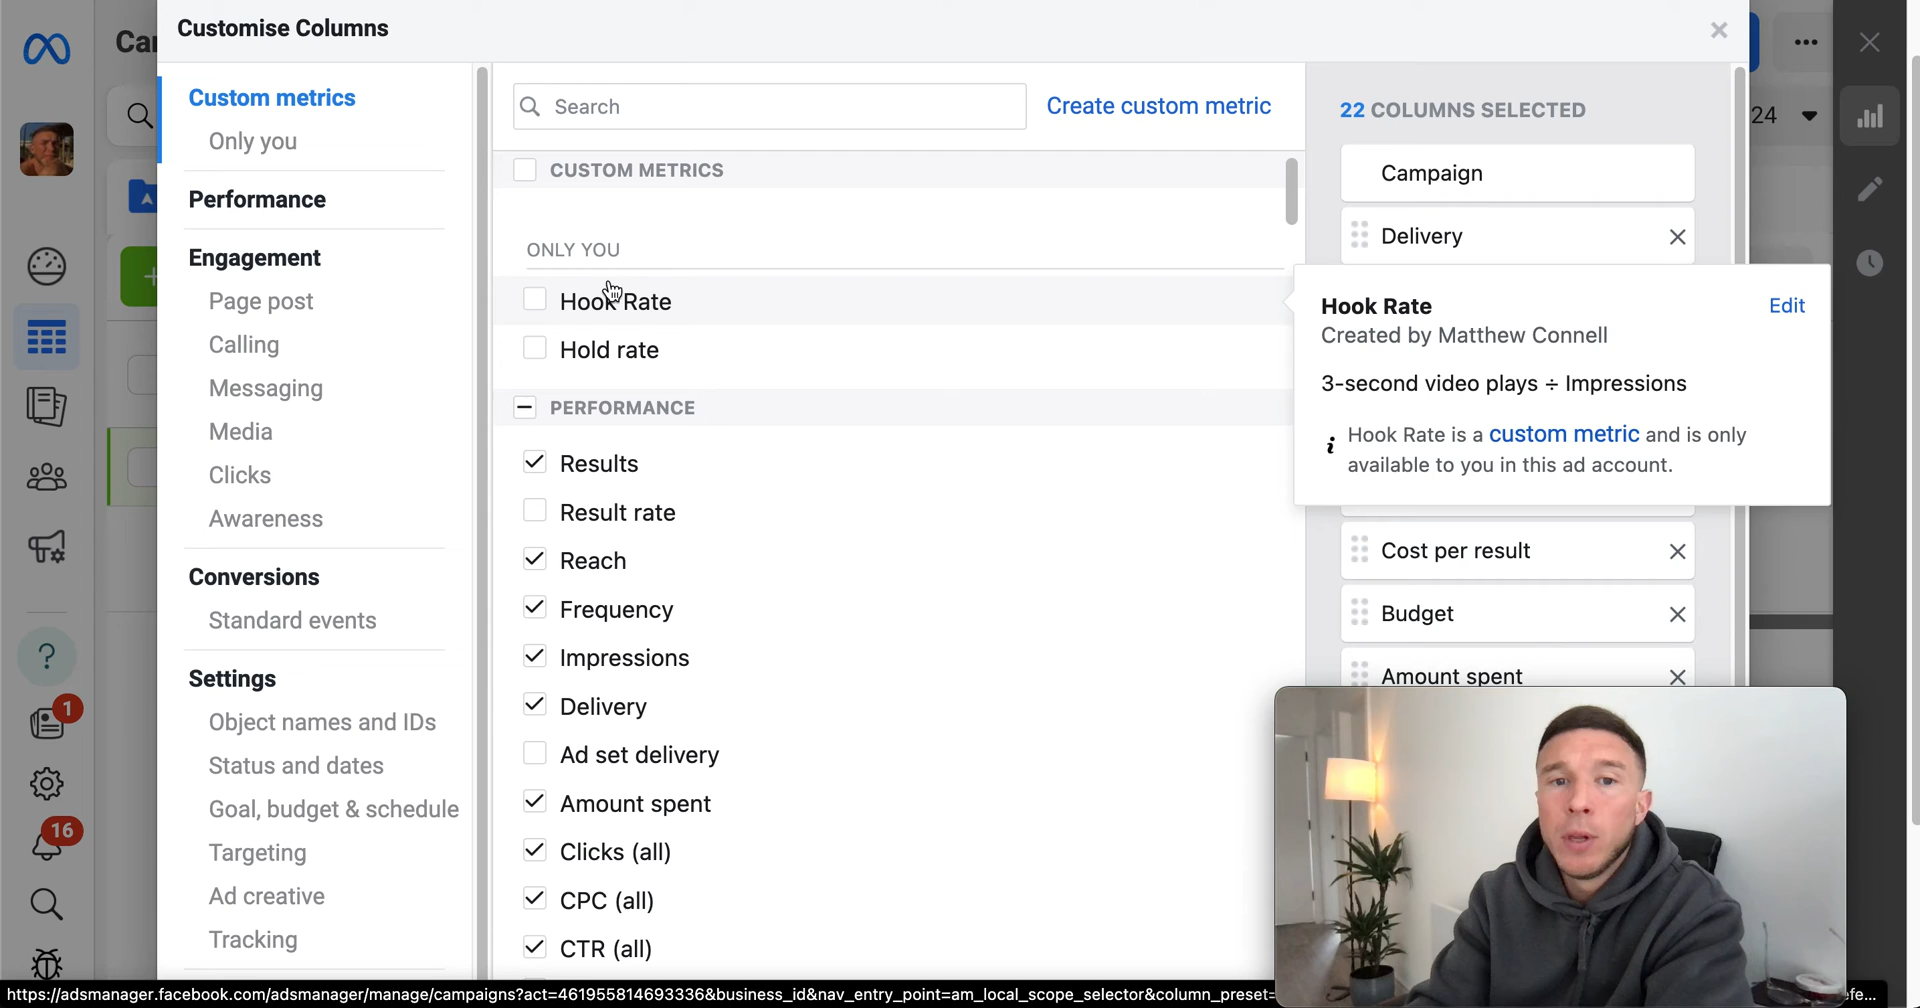 Customise Columns
Custom metrics
Only you
Performance
Engagement
Page post
Calling
Messaging
Media
Clicks
Awareness
Conversions
Standard events
Settings
Object names and IDs
Status and dates
Goal, budget & schedule
Targeting
Ad creative
Tracking
1
16
Search
Create custom metric
CUSTOM METRICS
ONLY YOU
Hook Rate
Hold rate
PERFORMANCE
Results
Result rate
Reach
Frequency
Impressions
Delivery
Ad set delivery
Amount spent
Clicks (all)
CPC (all)
CTR (all)
22 COLUMNS SELECTED
Campaign
Delivery
Hook Rate
Edit
Created by Matthew Connell
3-second video plays ÷ Impressions
Hook Rate is a custom metric and is only
available to you in this ad account.
Cost per result
Budget
Amount spent
24
https://adsmanager.facebook.com/adsmanager/manage/campaigns?act=461955814693336&business_id&nav_entry_point=am_local_scope_selector&column_preset=